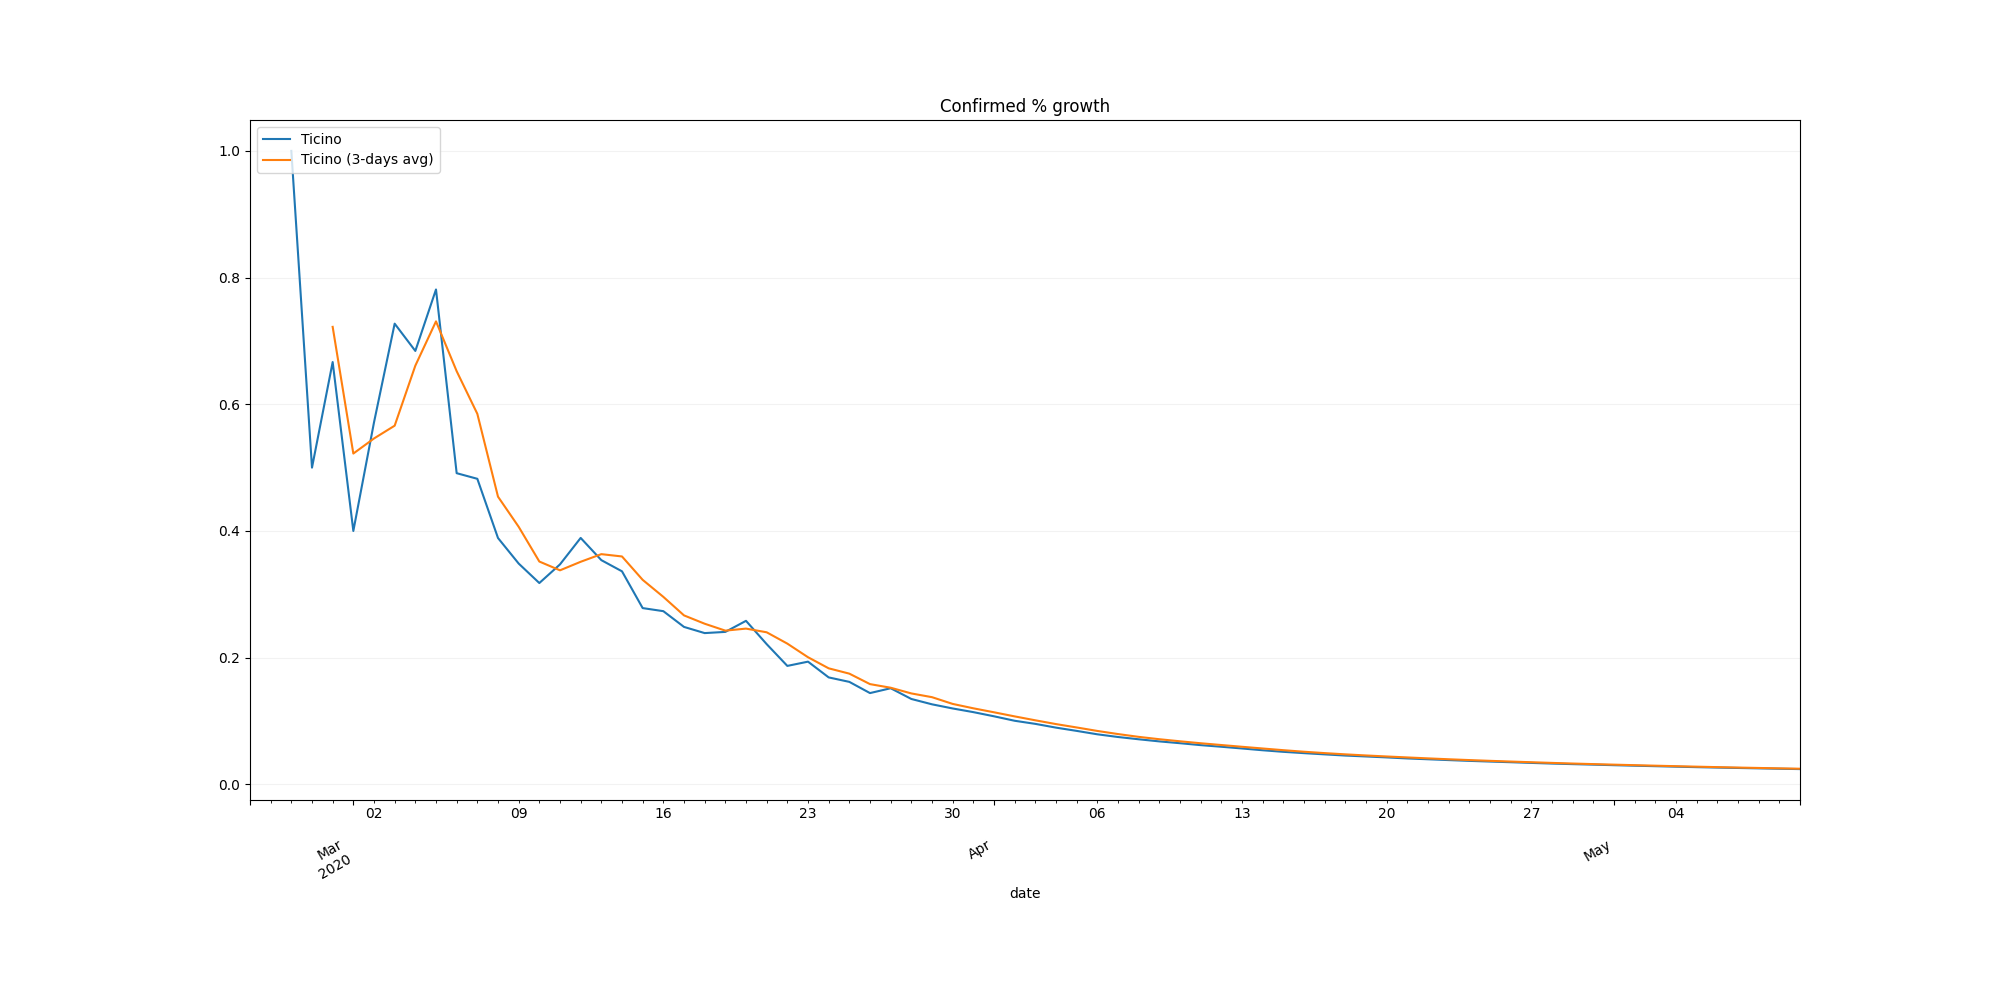 Confirmed % growth
Ticino
Ticino (3-days avg)
1.0
0.8
0.6
0.4
0.2
0.0
02 09 16 23 30 06 13 20 27 04
Mar Apr May
2020
date